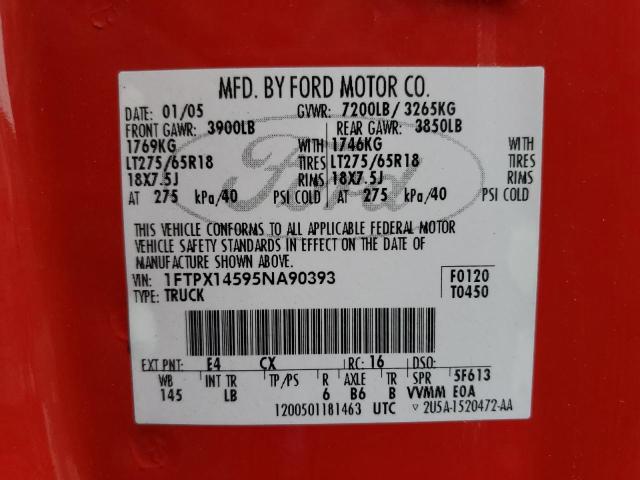 MFD. BY FORD MOTOR CO.
DATE: 01/05 GVWR: 7200LB/ 3265KG
FRONT GAWR: 3900LB REAR GAWR: 3850LB
1769KG WITH 1746KG WITH
LT275/65R18 TIRES LT275/65R18 TIRES
18X7.5J RIMS 18X7.5J RIMS
AT 275 kPa/40 PSI COLD AT 275 kPa/40 PSI COLD
Ford
THIS VEHICLE CONFORMS TO ALL APPLICABLE FEDERAL MOTOR
VEHICLE SAFETY STANDARDS IN EFFECT ON THE DATE OF
MANUFACTURE SHOWN ABOVE.
VIN: 1FTPX14595NA90393 F0120
TYPE: TRUCK T0450
EXT PNT: E4 CX RC: 16 DSO:
WB INT TR TP/PS R AXLE TR SPR 5F613
145 LB 6 B6 B VVMM E0A
1200501181463 UTC 2U5A-1520472-AA